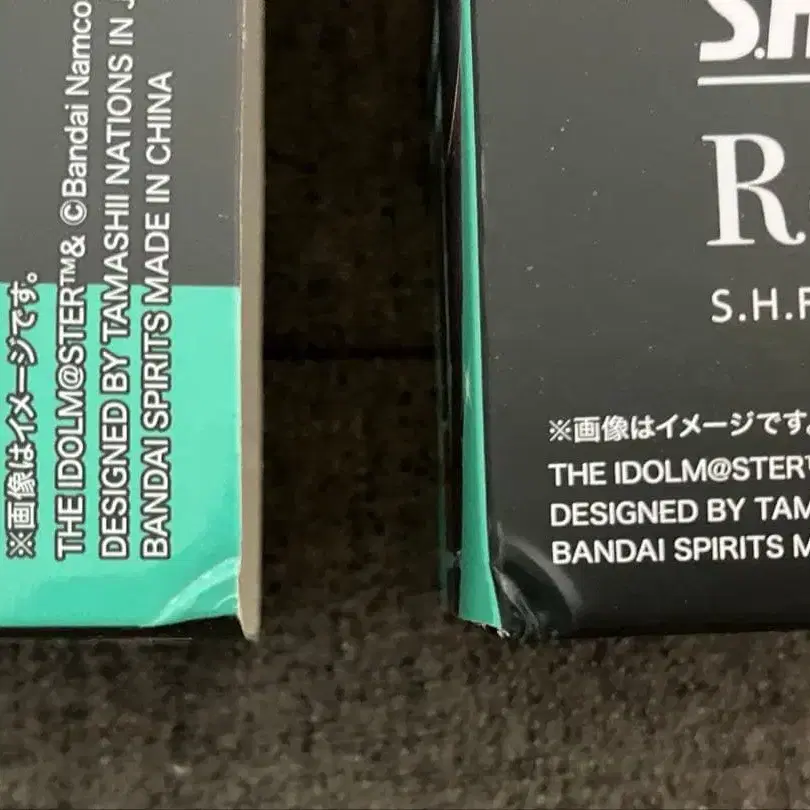 ※画像はイメージです。
THE IDOLM@STER™& ©Bandai Namco
DESIGNED BY TAMASHII NATIONS IN J
BANDAI SPIRITS MADE IN CHINA
S.H
R.
S.H.F
※画像はイメージです。
THE IDOLM@STER™
DESIGNED BY TAM
BANDAI SPIRITS M